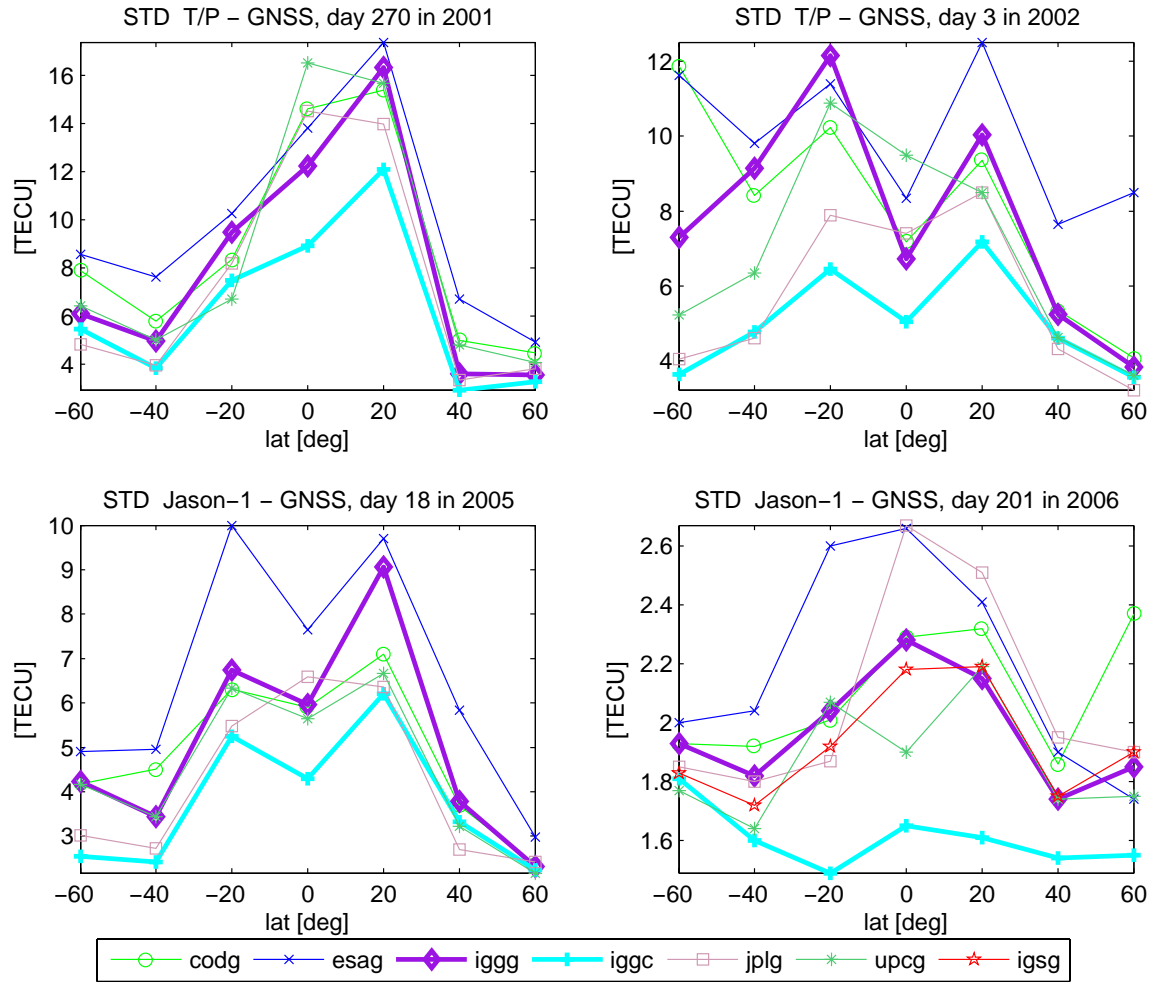 STD T/P − GNSS, day 270 in 2001
[TECU]
16
14
12
10
8
6
4
−60 −40 −20 0 20 40 60
lat [deg]
STD T/P − GNSS, day 3 in 2002
[TECU]
12
10
8
6
4
−60 −40 −20 0 20 40 60
lat [deg]
STD Jason−1 − GNSS, day 18 in 2005
[TECU]
10
9
8
7
6
5
4
3
−60 −40 −20 0 20 40 60
lat [deg]
STD Jason−1 − GNSS, day 201 in 2006
[TECU]
2.6
2.4
2.2
2
1.8
1.6
−60 −40 −20 0 20 40 60
lat [deg]
codg esag iggg iggc jplg upcg igsg